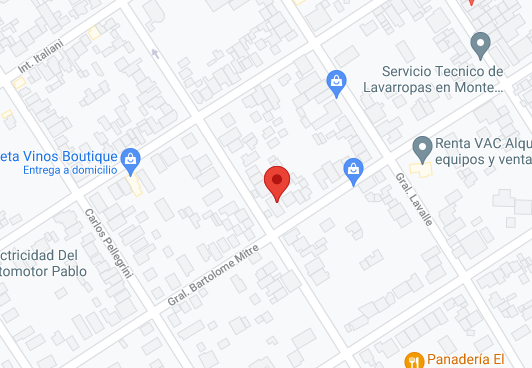 Int. Italiani
Servicio Tecnico de
Lavarropas en Monte...
eta Vinos Boutique
Entrega a domicilio
Renta VAC Alqu
equipos y venta
Gral. Lavalle
Carlos Pellegrini
ctricidad Del
tomotor Pablo
Gral. Bartolome Mitre
Panadería El